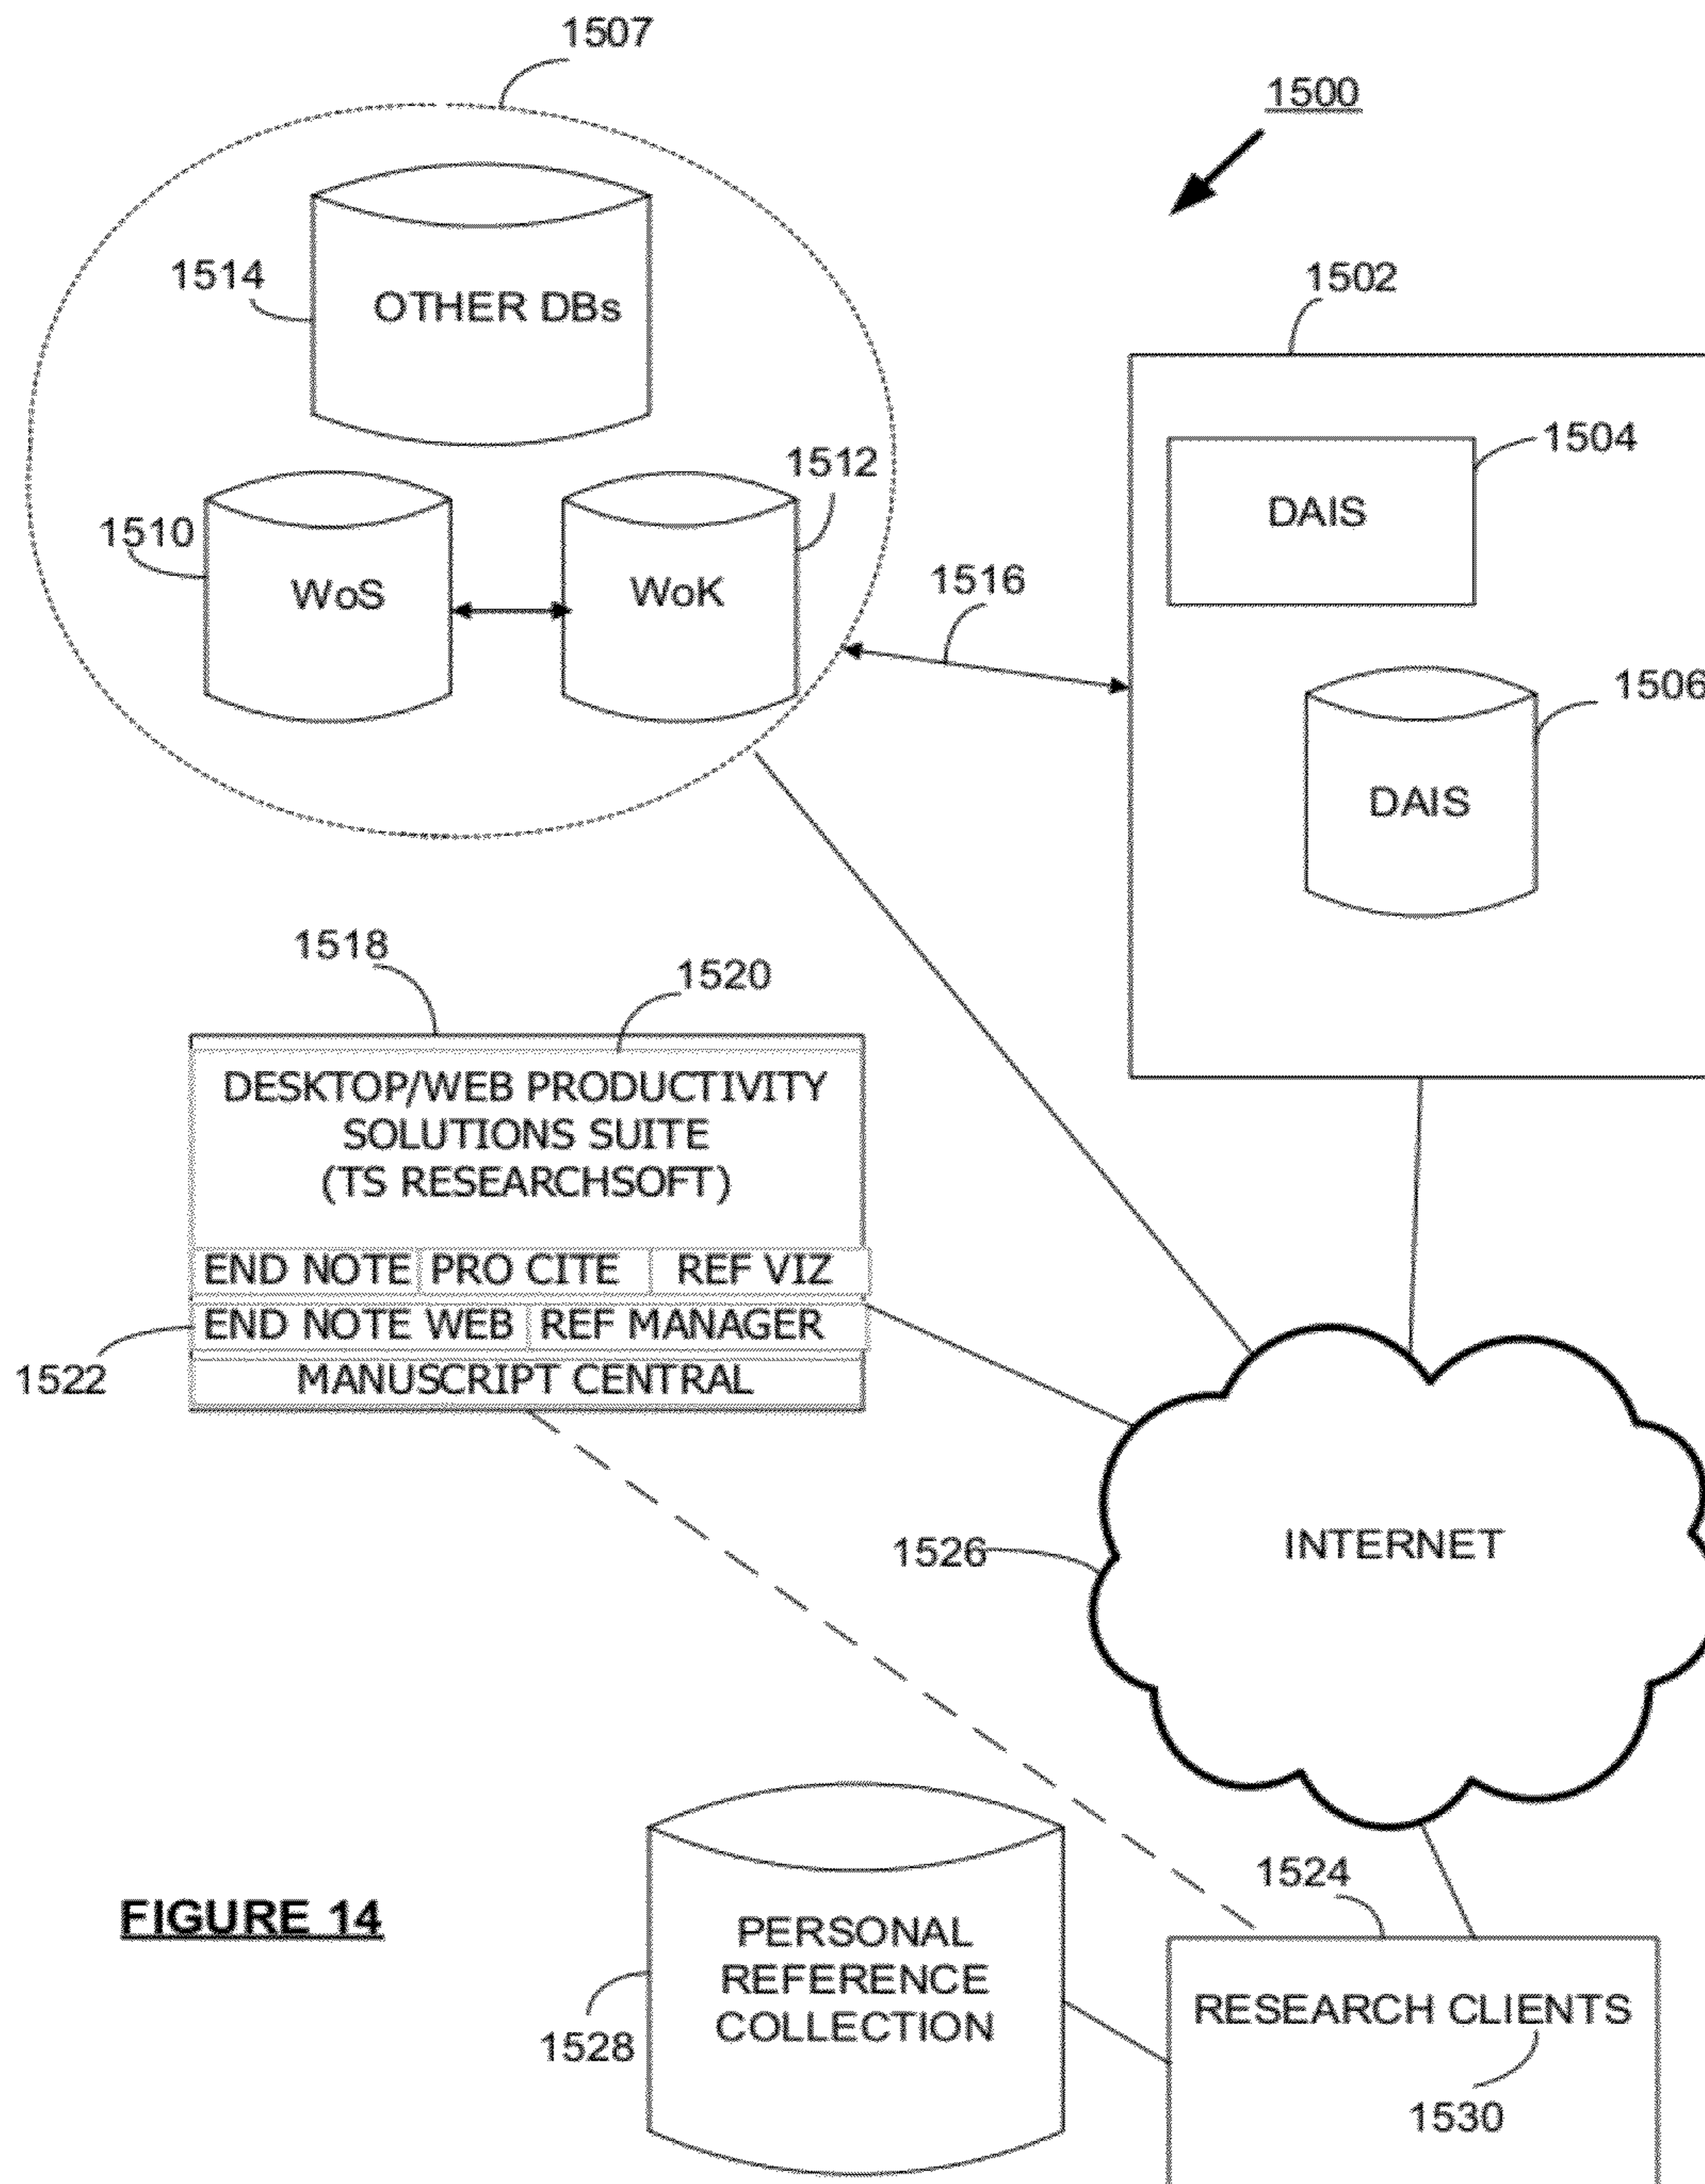 1507
1500
1514
OTHER DBs
1502
1504
DAIS
1512
1510
WoS
WoK
1516
1506
DAIS
1518
1520
DESKTOP/WEB PRODUCTIVITY
SOLUTIONS SUITE
(TS RESEARCHSOFT)
END NOTE PRO CITE REF VIZ
END NOTE WEB REF MANAGER
1522
MANUSCRIPT CENTRAL
1526
INTERNET
1524
FIGURE 14
PERSONAL
REFERENCE
COLLECTION
1528
RESEARCH CLIENTS
1530